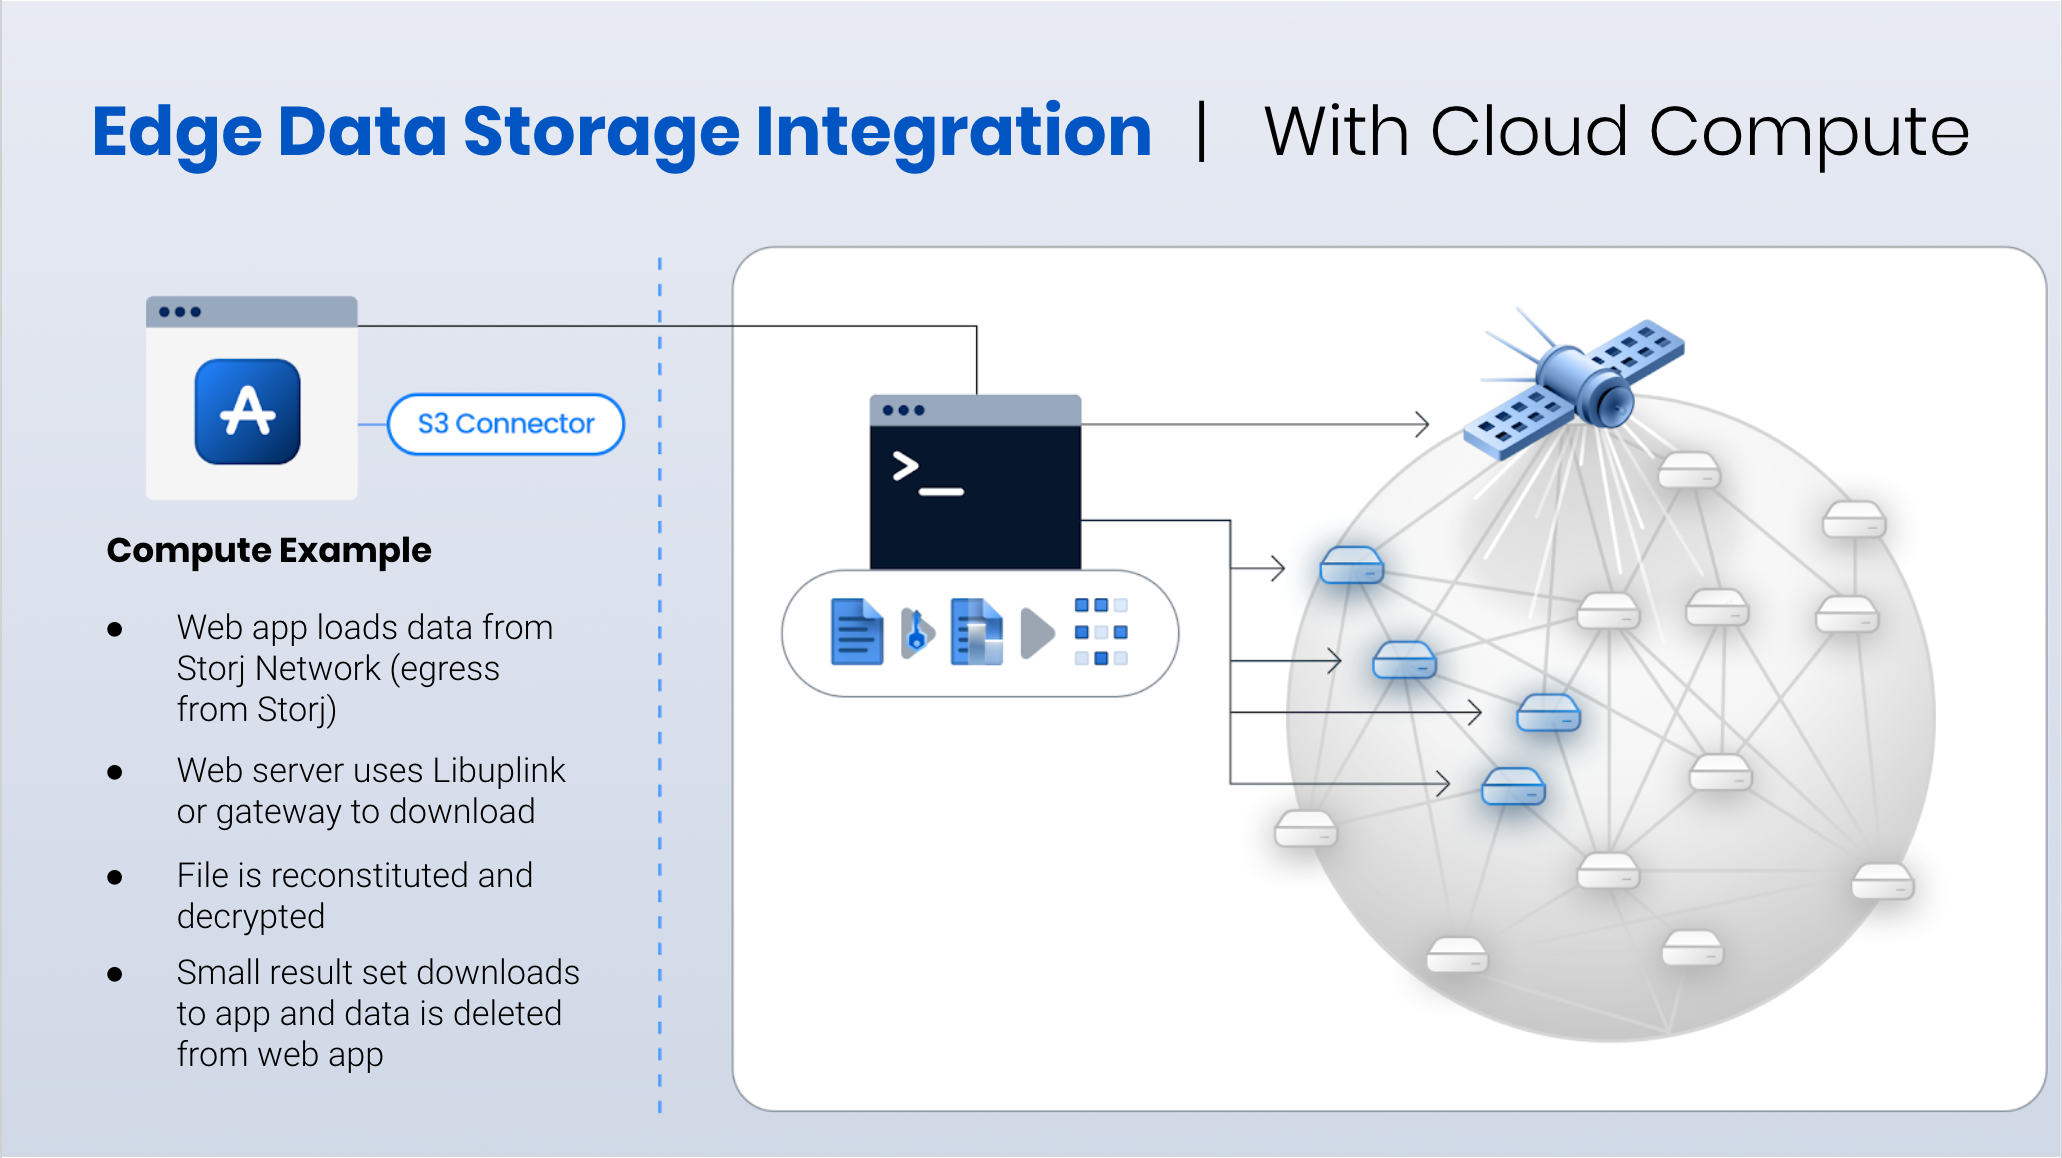 Edge Data Storage Integration | With Cloud Compute
S3 Connector
>_
Compute Example
● Web app loads data from
Storj Network (egress
from Storj)
● Web server uses Libuplink
or gateway to download
● File is reconstituted and
decrypted
● Small result set downloads
to app and data is deleted
from web app